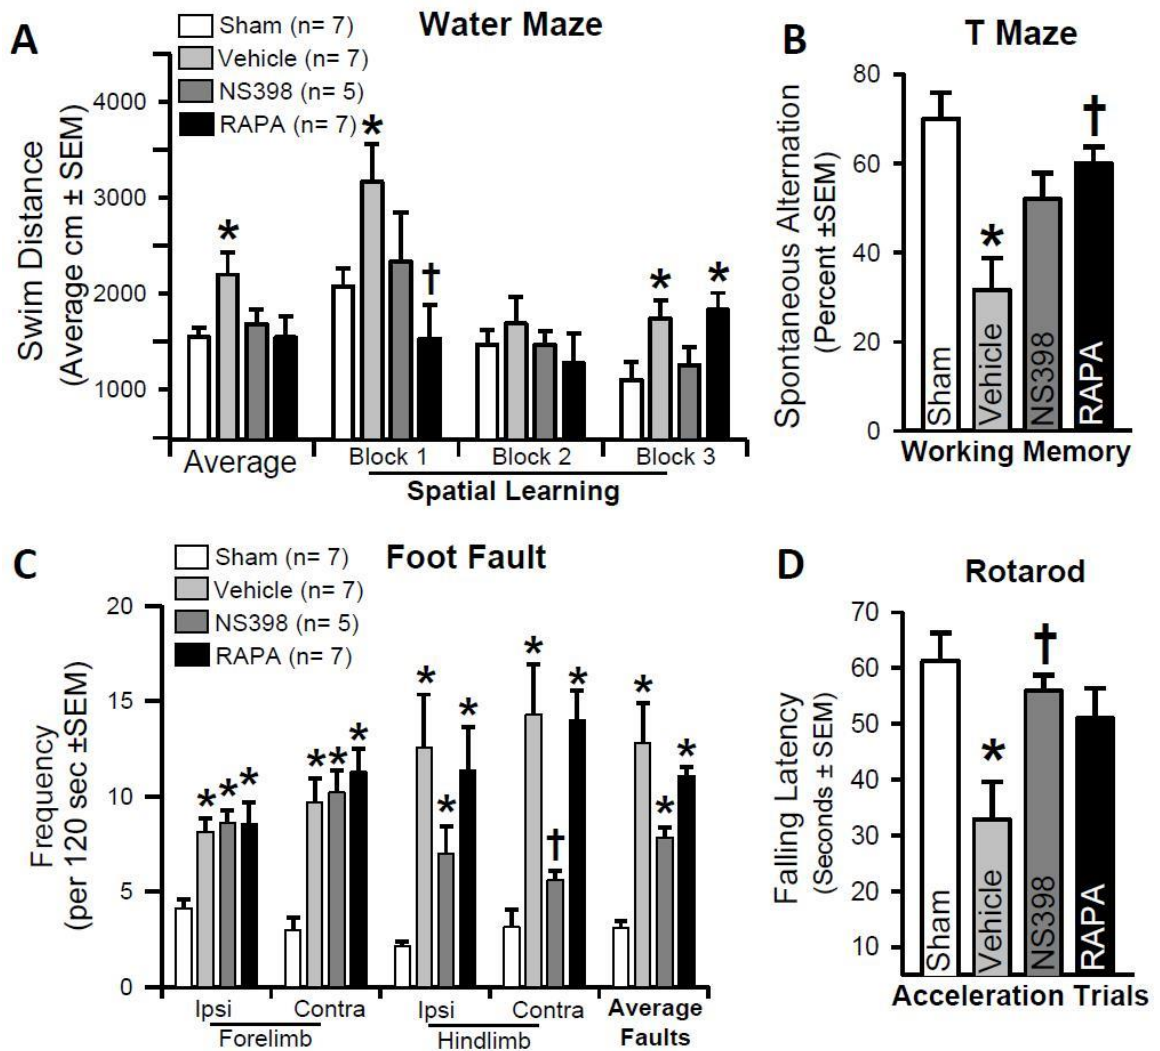 A
Water Maze
Sham (n= 7)
Vehicle (n= 7)
NS398 (n= 5)
RAPA (n= 7)
Swim Distance
(Average cm ± SEM)
4000
3000
2000
1000
*
*
†
*
*
Average
Block 1
Block 2
Block 3
Spatial Learning
B
T Maze
Spontaneous Alternation
(Percent ±SEM)
80
60
40
20
0
*
†
Sham
Vehicle
NS398
RAPA
Working Memory
C
Foot Fault
Sham (n= 7)
Vehicle (n= 7)
NS398 (n= 5)
RAPA (n= 7)
Frequency
(per 120 sec ±SEM)
20
15
10
5
0
* * *
* * *
* * *
* † *
* * *
Ipsi
Contra
Ipsi
Contra
Average
Faults
Forelimb
Hindlimb
D
Rotarod
Falling Latency
(Seconds ± SEM)
70
60
50
40
30
20
10
*
†
Sham
Vehicle
NS398
RAPA
Acceleration Trials